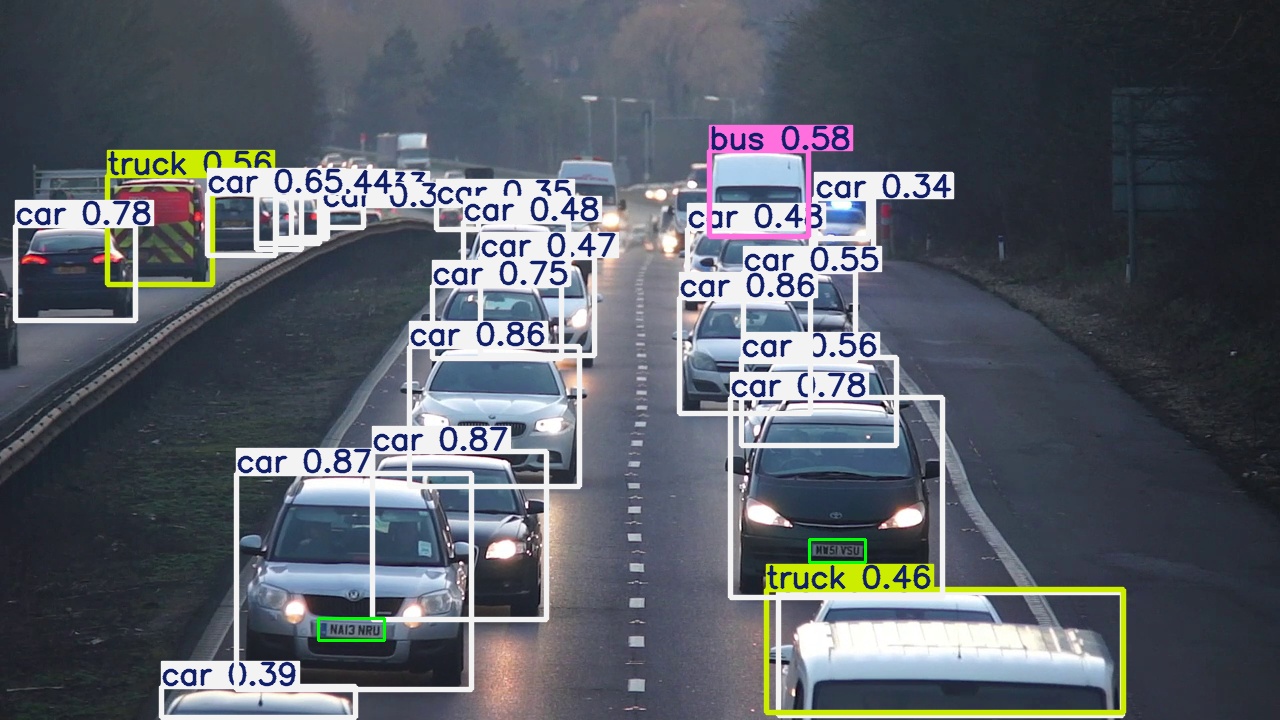 bus 0.58
truck 0.56
car 0.65
car 0.34
car 0.35
car 0.78
car 0.48
car 0.48
car 0.47
car 0.55
car 0.75
car 0.86
car 0.86
car 0.56
car 0.78
car 0.87
car 0.87
MW51 VSU
truck 0.46
NA13 NRU
car 0.39